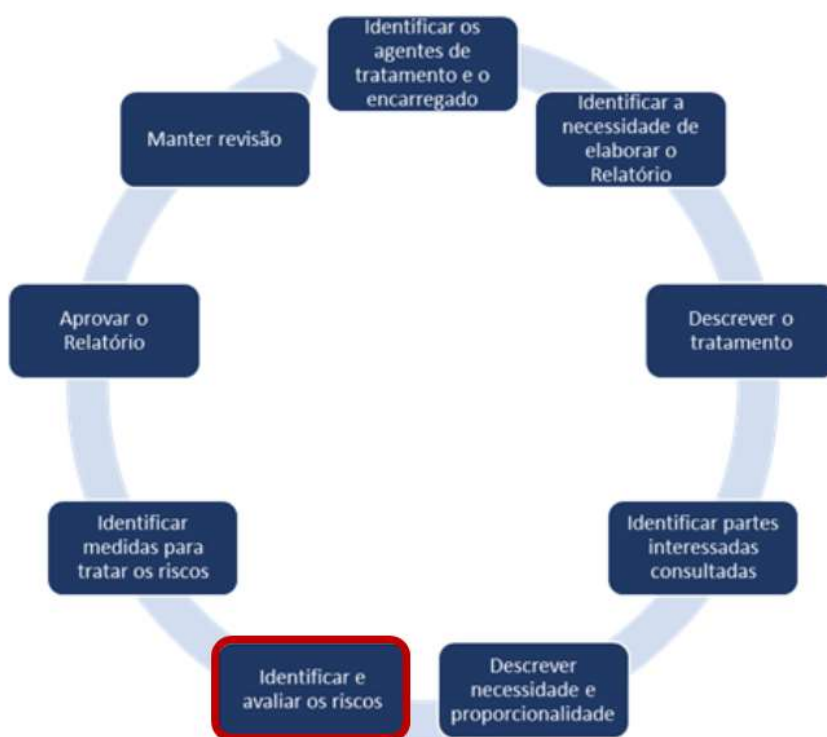 Identificar os
agentes de
tratamento e o
encarregado
Identificar a
necessidade de
elaborar o
Relatório
Descrever o
tratamento
Identificar partes
interessadas
consultadas
Descrever
necessidade e
proporcionalidade
Identificar e
avaliar os riscos
Identificar
medidas para
tratar os riscos
Aprovar o
Relatório
Manter revisão